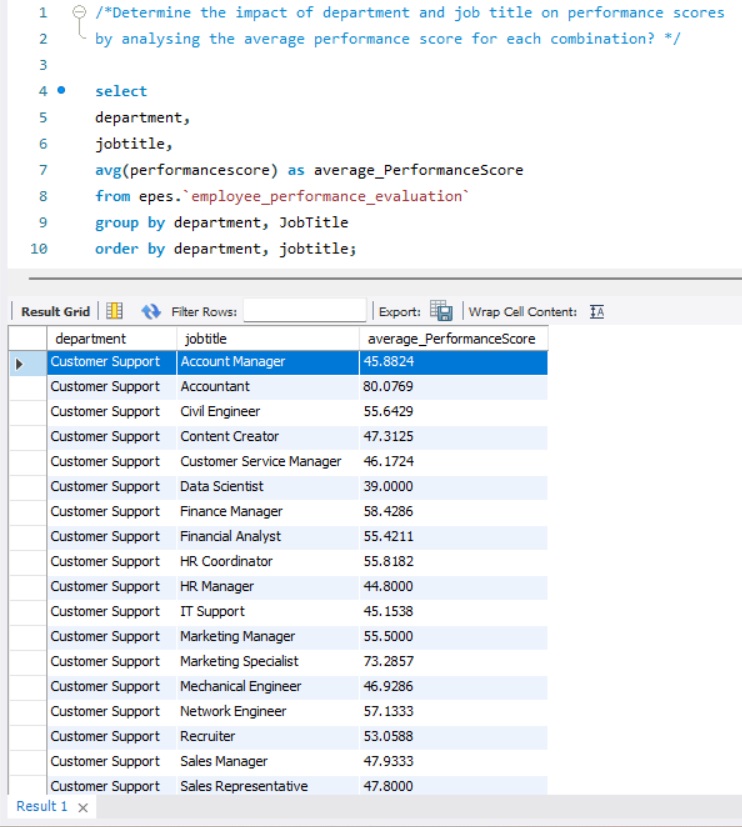 1 /*Determine the impact of department and job title on performance scores
2 by analysing the average performance score for each combination? */
3
4 select
5 department,
6 jobtitle,
7 avg(performancescore) as average_PerformanceScore
8 from epes.`employee_performance_evaluation`
9 group by department, JobTitle
10 order by department, jobtitle;
Result Grid Filter Rows: Export: Wrap Cell Content:
department jobtitle average_PerformanceScore
Customer Support Account Manager 45.8824
Customer Support Accountant 80.0769
Customer Support Civil Engineer 55.6429
Customer Support Content Creator 47.3125
Customer Support Customer Service Manager 46.1724
Customer Support Data Scientist 39.0000
Customer Support Finance Manager 58.4286
Customer Support Financial Analyst 55.4211
Customer Support HR Coordinator 55.8182
Customer Support HR Manager 44.8000
Customer Support IT Support 45.1538
Customer Support Marketing Manager 55.5000
Customer Support Marketing Specialist 73.2857
Customer Support Mechanical Engineer 46.9286
Customer Support Network Engineer 57.1333
Customer Support Recruiter 53.0588
Customer Support Sales Manager 47.9333
Customer Support Sales Representative 47.8000
Result 1